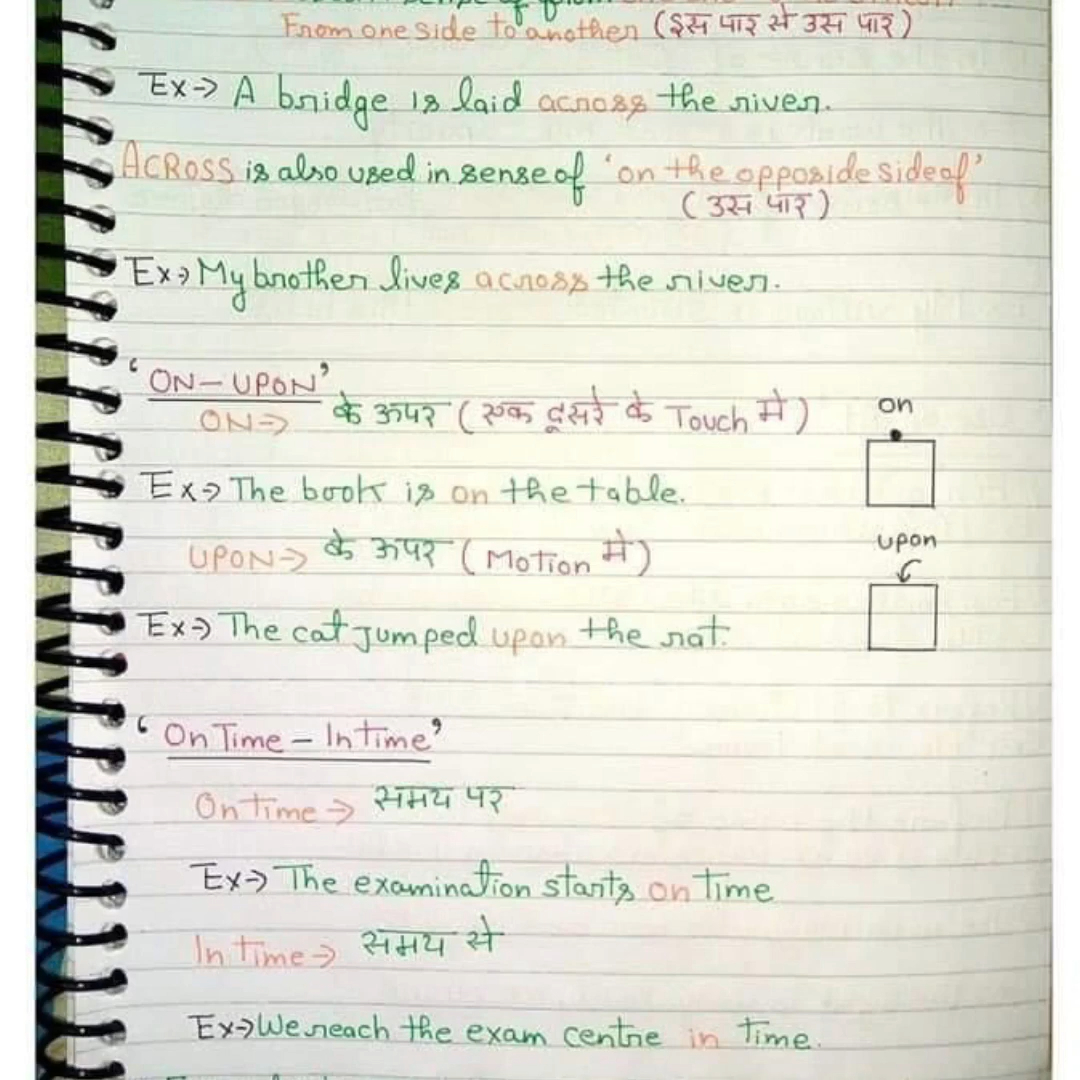 From one side to another (इस पार से उस पार)
Ex→ A bridge is laid across the river.
ACROSS is also used in sense of 'on the opposide side of'
(उस पार)
Ex→ My brother lives across the river.
'ON-UPON'
ON→ के ऊपर (एक दूसरे के Touch मे)
on
Ex→ The book is on the table.
UPON→ के ऊपर (Motion मे)
upon
Ex→ The cat jumped upon the rat.
'On Time - In time'
On time → समय पर
Ex→ The examination starts on time
In time → समय से
Ex→ We reach the exam centre in time.